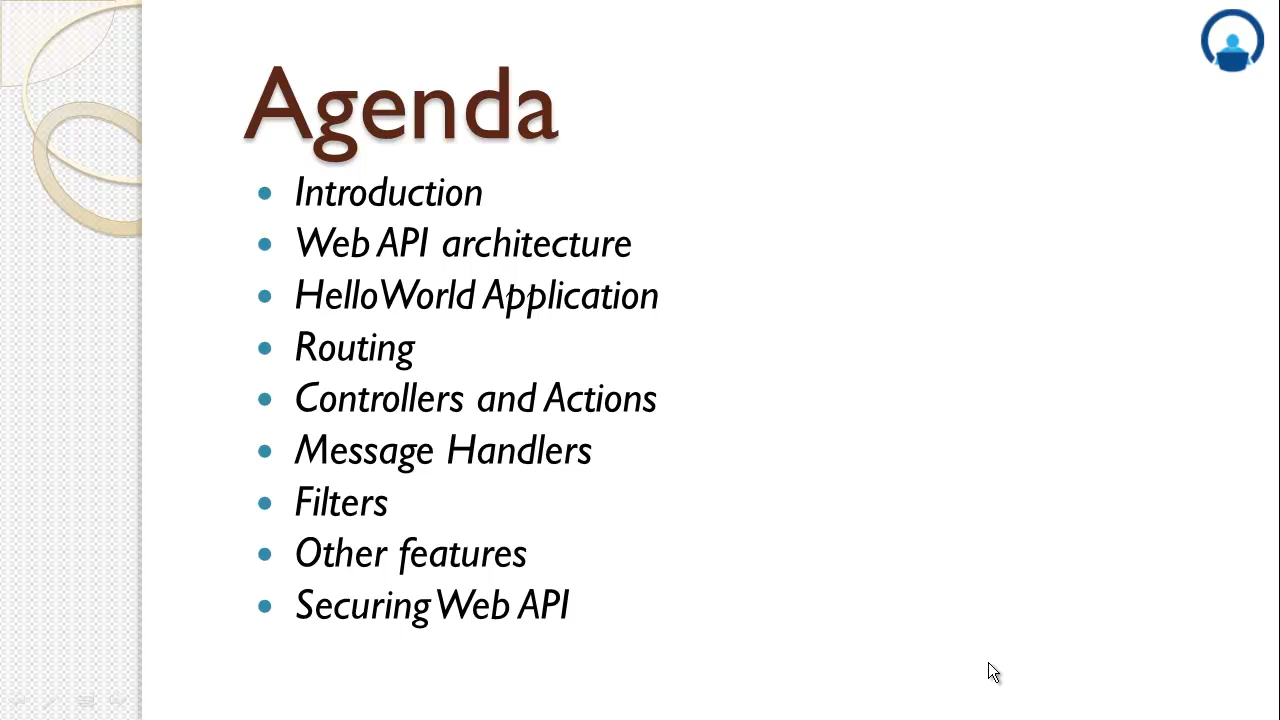 Agenda
Introduction
Web API architecture
HelloWorld Application
Routing
Controllers and Actions
Message Handlers
Filters
Other features
Securing Web API